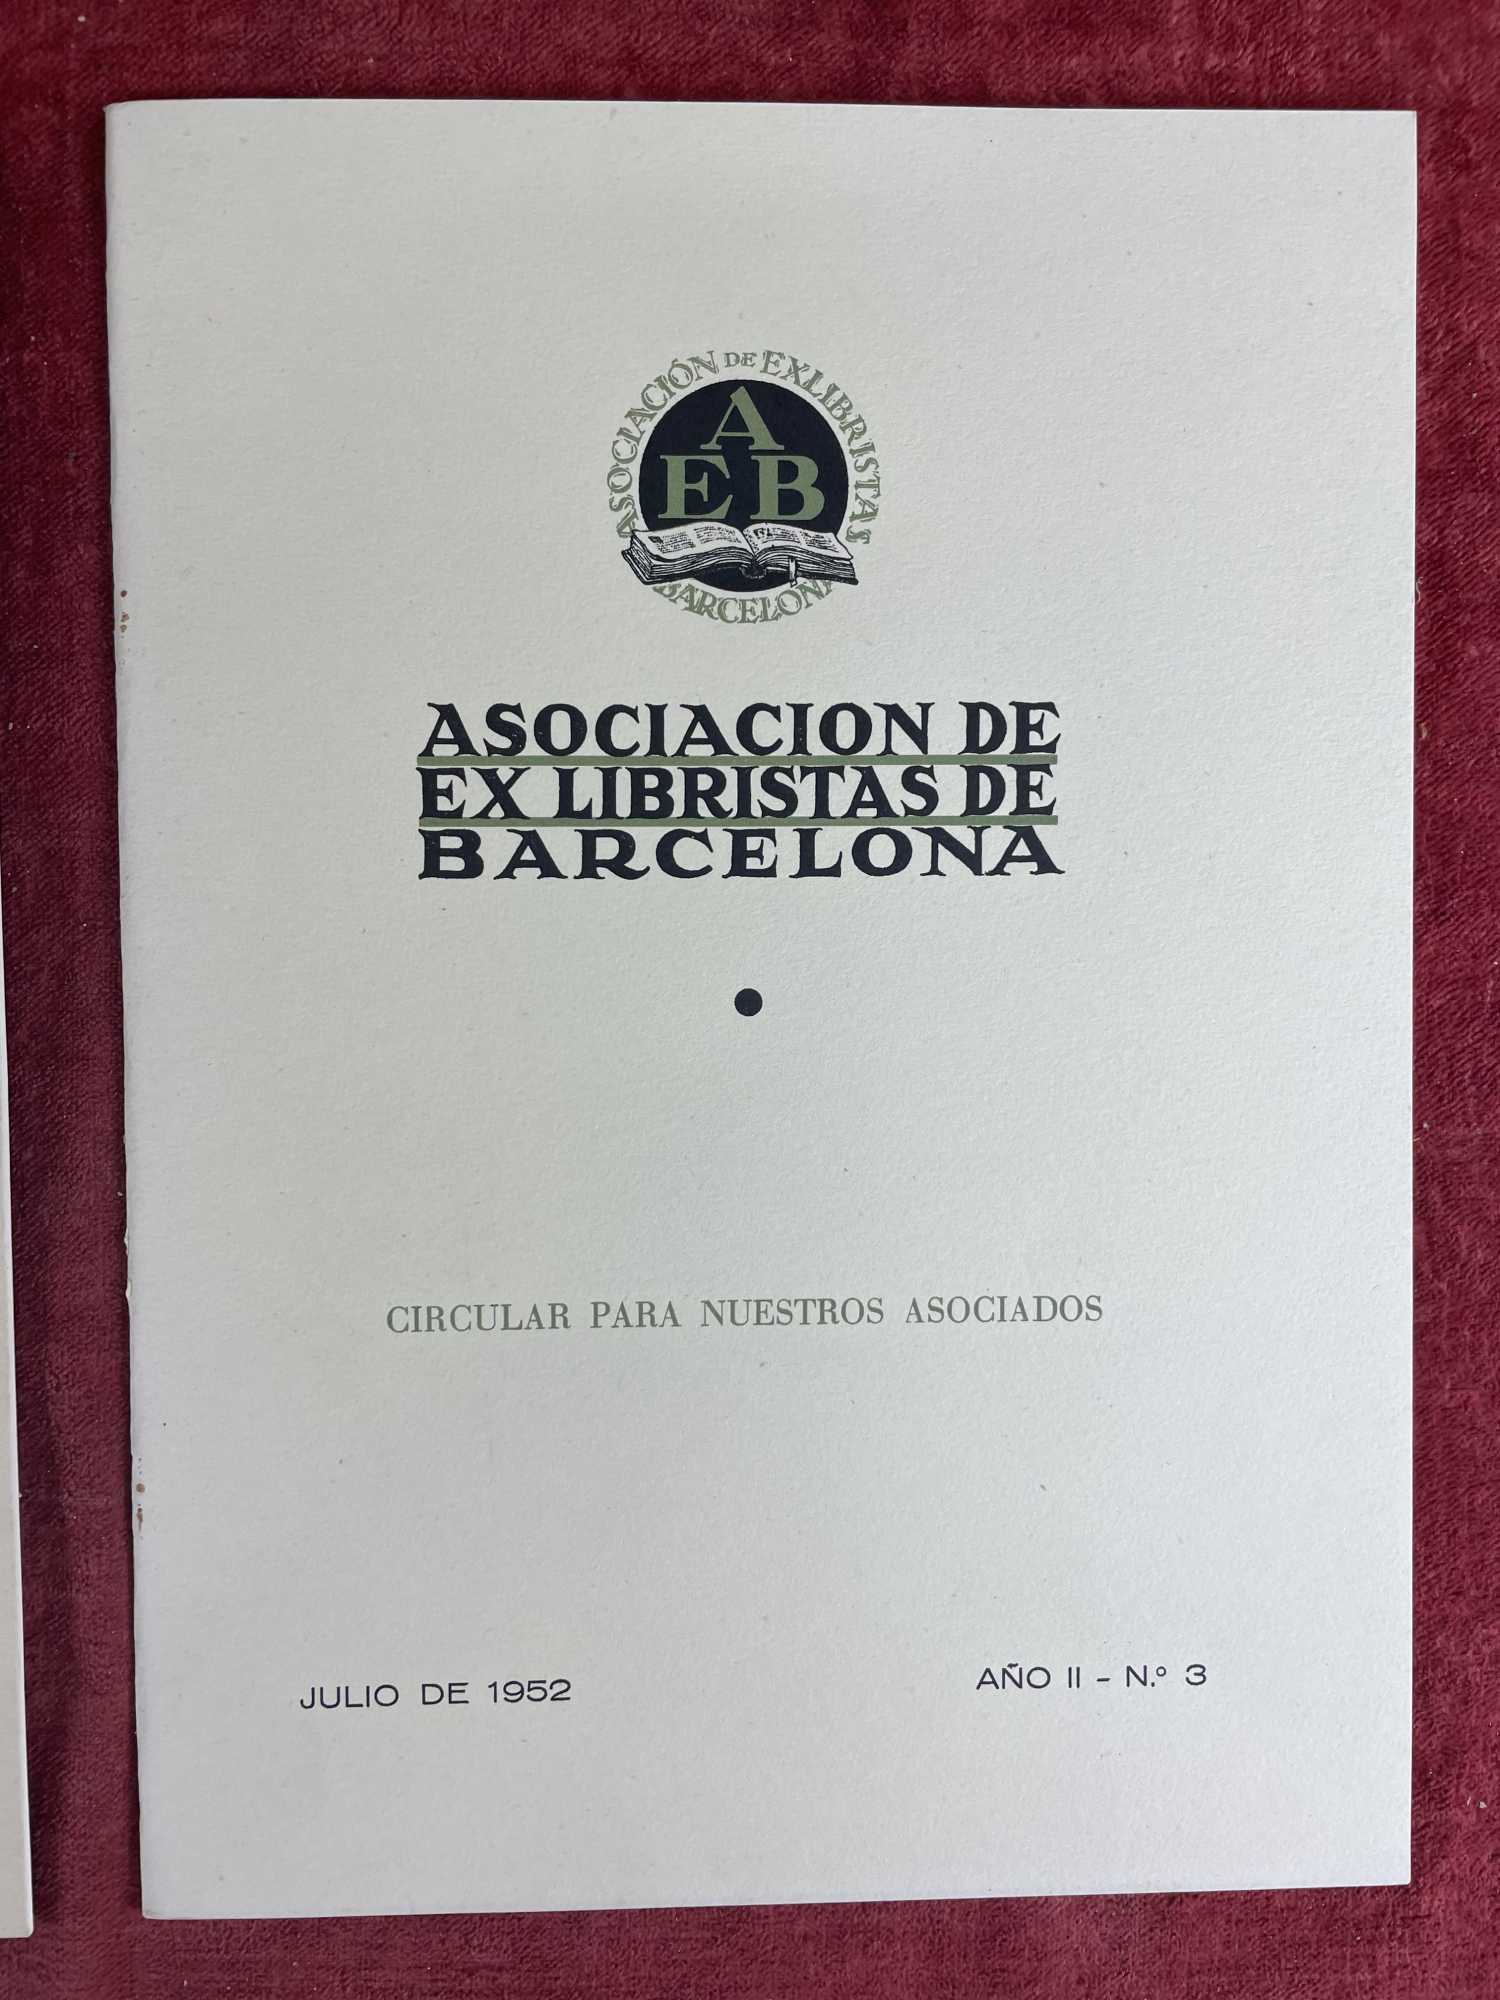 ASOCIACIÓN DE EXLIBRISTAS
A
E B
BARCELONA
ASOCIACION DE
EX LIBRISTAS DE
BARCELONA
CIRCULAR PARA NUESTROS ASOCIADOS
JULIO DE 1952
AÑO II - N.º 3